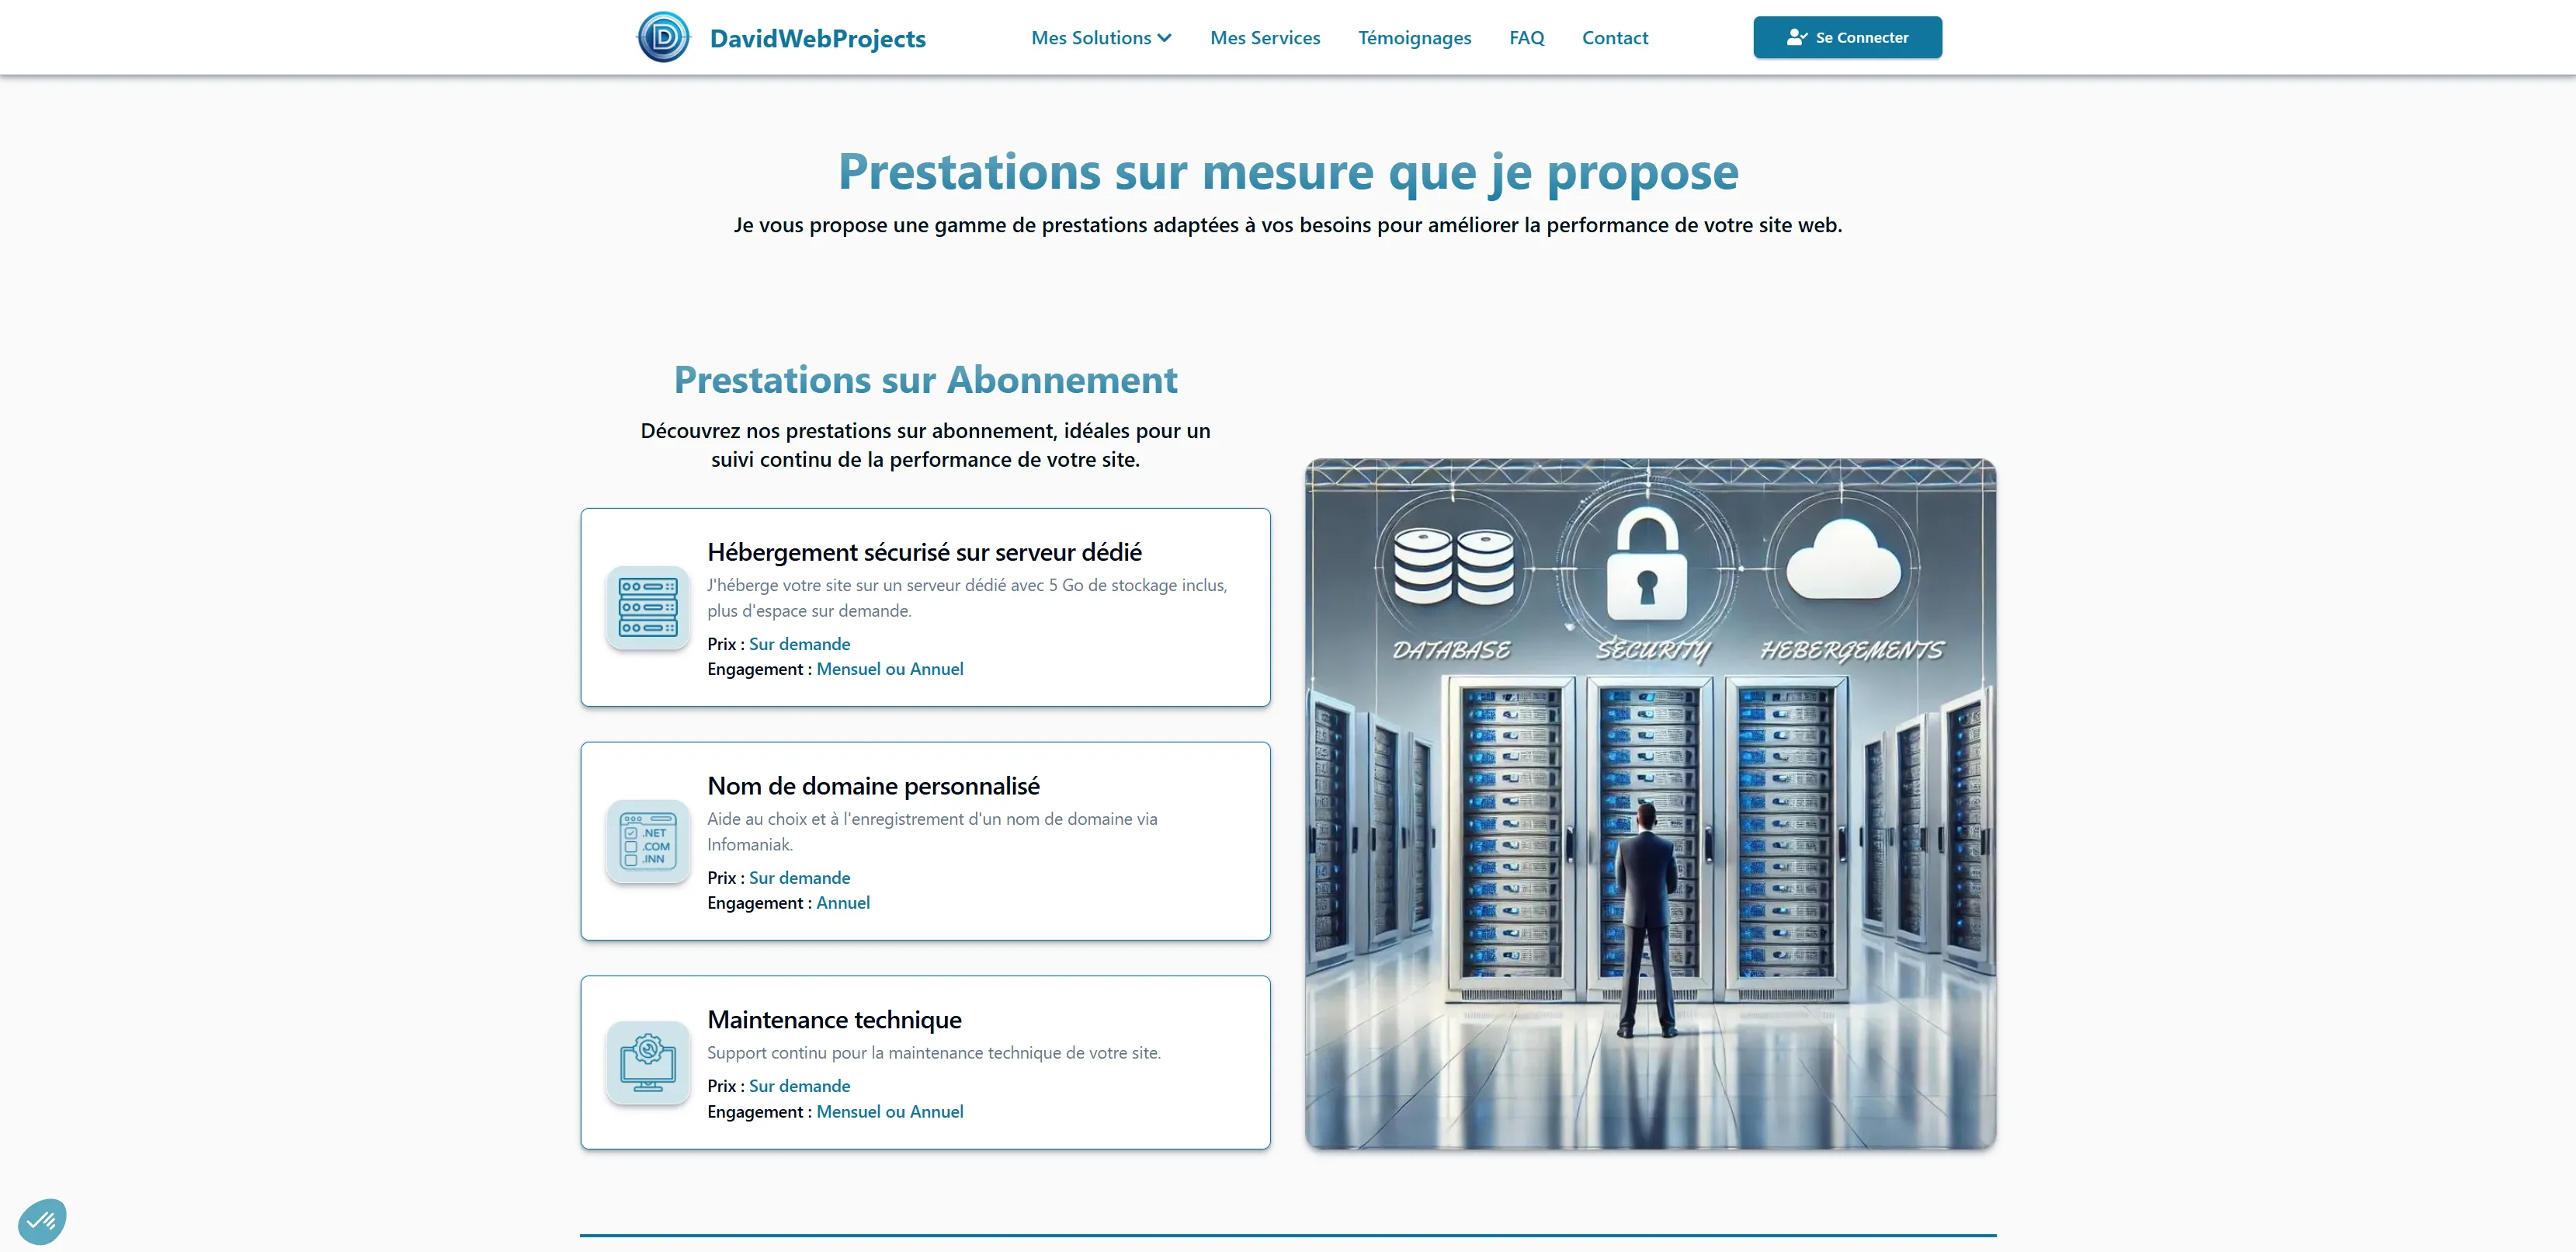 DavidWebProjects
Mes Solutions
Mes Services
Témoignages
FAQ
Contact
Se Connecter
Prestations sur mesure que je propose
Je vous propose une gamme de prestations adaptées à vos besoins pour améliorer la performance de votre site web.
Prestations sur Abonnement
Découvrez nos prestations sur abonnement, idéales pour un
suivi continu de la performance de votre site.
Hébergement sécurisé sur serveur dédié
J'héberge votre site sur un serveur dédié avec 5 Go de stockage inclus,
plus d'espace sur demande.
Prix : Sur demande
Engagement : Mensuel ou Annuel
Nom de domaine personnalisé
.NET
.COM
.INN
Aide au choix et à l'enregistrement d'un nom de domaine via
Infomaniak.
Prix : Sur demande
Engagement : Annuel
Maintenance technique
Support continu pour la maintenance technique de votre site.
Prix : Sur demande
Engagement : Mensuel ou Annuel
DATABASE
SECURITY
HEBERGEMENTS